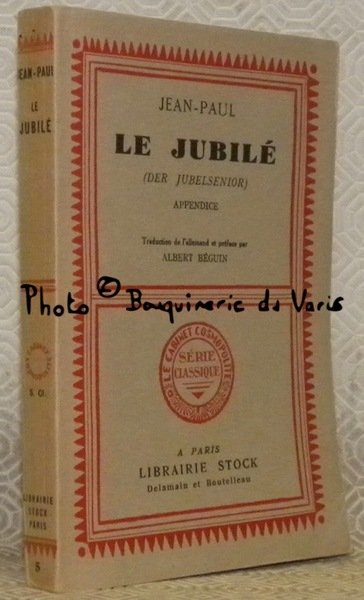 JEAN-PAUL
LE
JUBILÉ
S. Cl.
LIBRAIRIE
STOCK
PARIS
5
JEAN-PAUL
LE JUBILÉ
(DER JUBELSENIOR)
APPENDICE
Traduction de l'allemand et préface par
ALBERT BÉGUIN
Photo © Bouquinerie du Varis
LE CABINET COSMOPOLITE
SÉRIE
CLASSIQUE
A PARIS
LIBRAIRIE STOCK
Delamain et Boutelleau